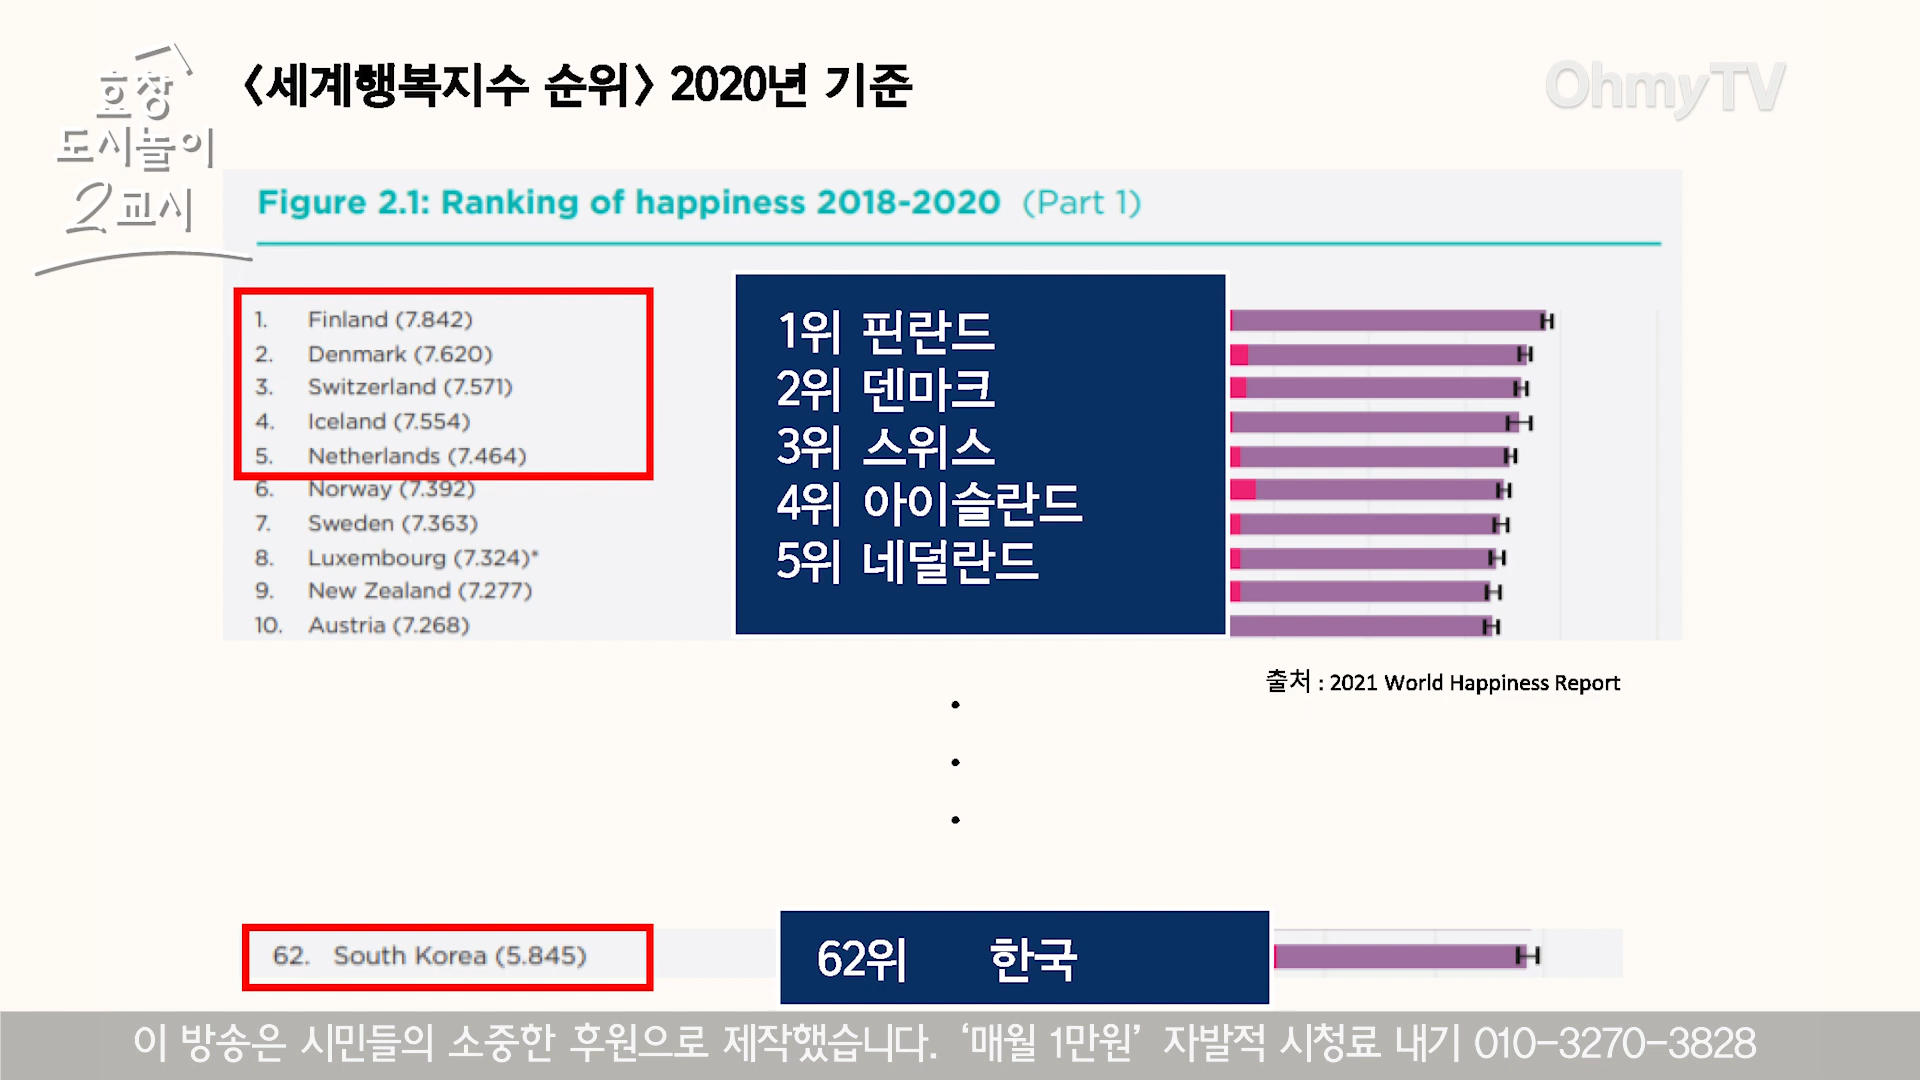 효창
도시놀이
2교시
<세계행복지수 순위> 2020년 기준
OhmyTV
Figure 2.1: Ranking of happiness 2018-2020 (Part 1)
1. Finland (7.842)
2. Denmark (7.620)
3. Switzerland (7.571)
4. Iceland (7.554)
5. Netherlands (7.464)
6. Norway (7.392)
7. Sweden (7.363)
8. Luxembourg (7.324)*
9. New Zealand (7.277)
10. Austria (7.268)
1위 핀란드
2위 덴마크
3위 스위스
4위 아이슬란드
5위 네덜란드
출처 : 2021 World Happiness Report
62. South Korea (5.845)
62위 한국
이 방송은 시민들의 소중한 후원으로 제작했습니다. ‘매월 1만원’ 자발적 시청료 내기 010-3270-3828